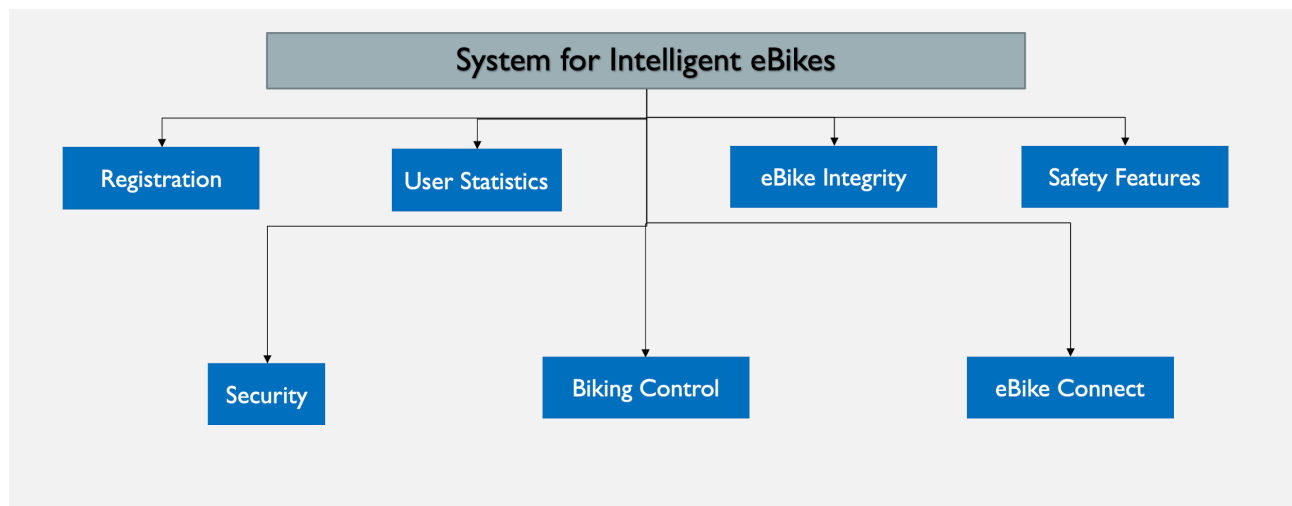 System for Intelligent eBikes
Registration
User Statistics
eBike Integrity
Safety Features
Security
Biking Control
eBike Connect